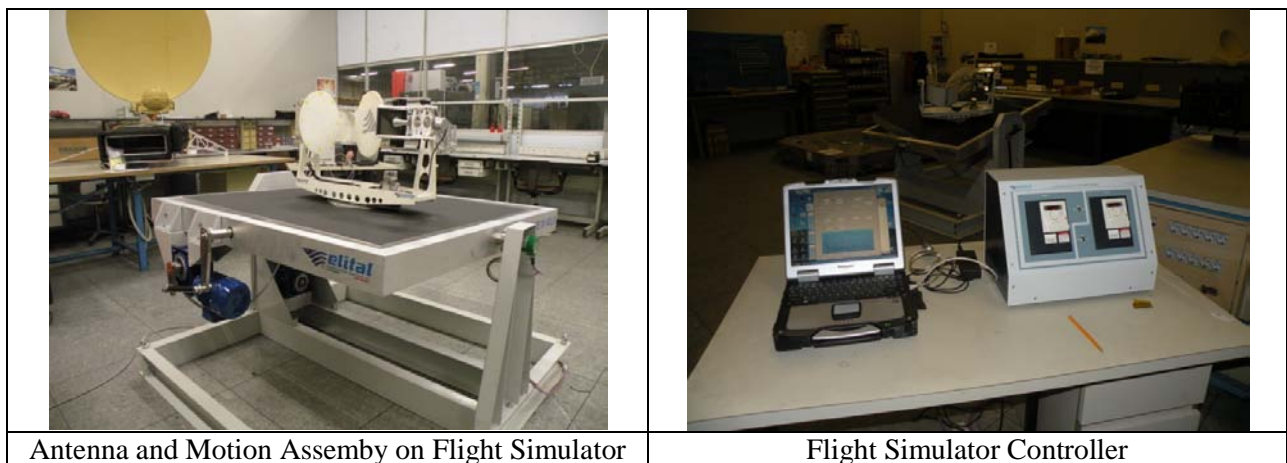 elital
Antenna and Motion Assemby on Flight Simulator
Flight Simulator Controller